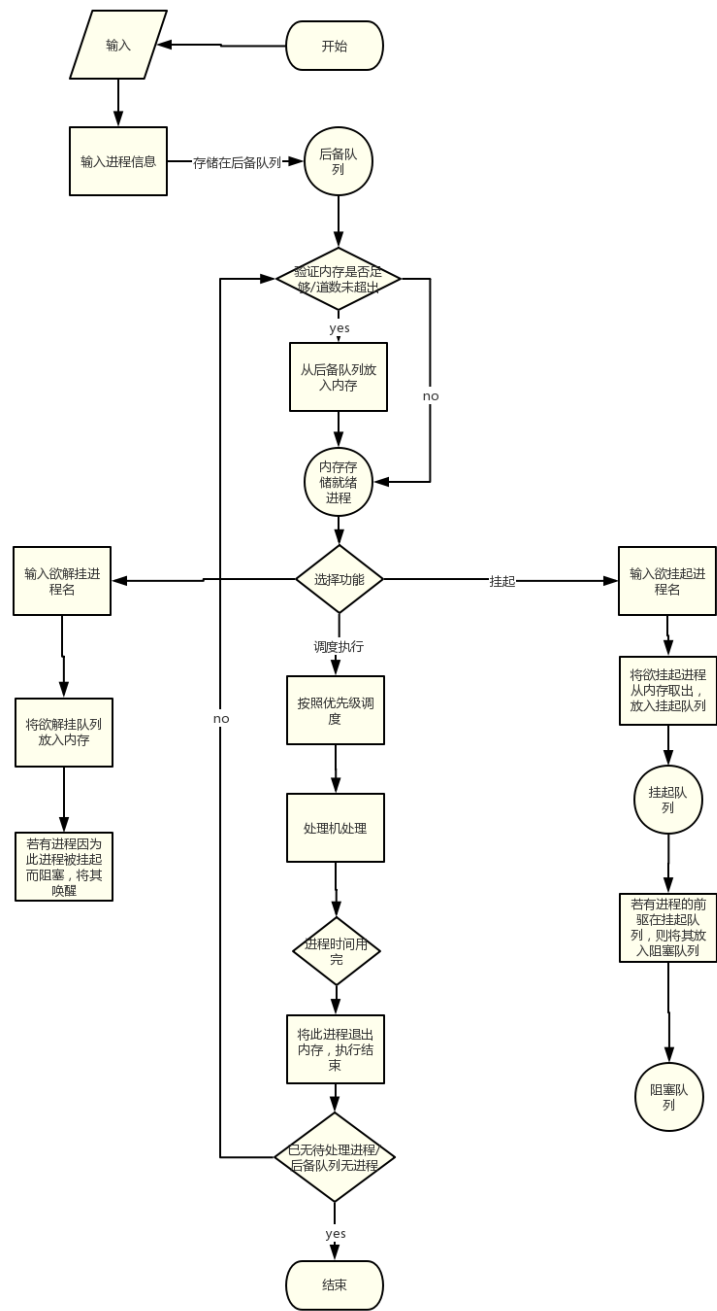 开始
输入
输入进程信息
存储在后备队列
后备队
列
验证内存是否足
够/道数未超出
yes
no
从后备队列放
入内存
内存存
储就绪
进程
选择功能
输入欲解挂进
程名
挂起
输入欲挂起进
程名
调度执行
将欲解挂队列
放入内存
no
按照优先级调
度
将欲挂起进程
从内存取出，
放入挂起队列
若有进程因为
此进程被挂起
而阻塞，将其
唤醒
处理机处理
挂起队
列
进程时间用
完
若有进程的前
驱在挂起队
列，则将其放
入阻塞队列
将此进程退出
内存，执行结
束
阻塞队
列
已无待处理进程/
后备队列无进程
yes
结束